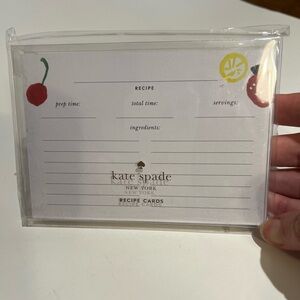 RECIPE
prep time: total time: servings:
ingredients:
kate spade
NEW YORK
RECIPE CARDS